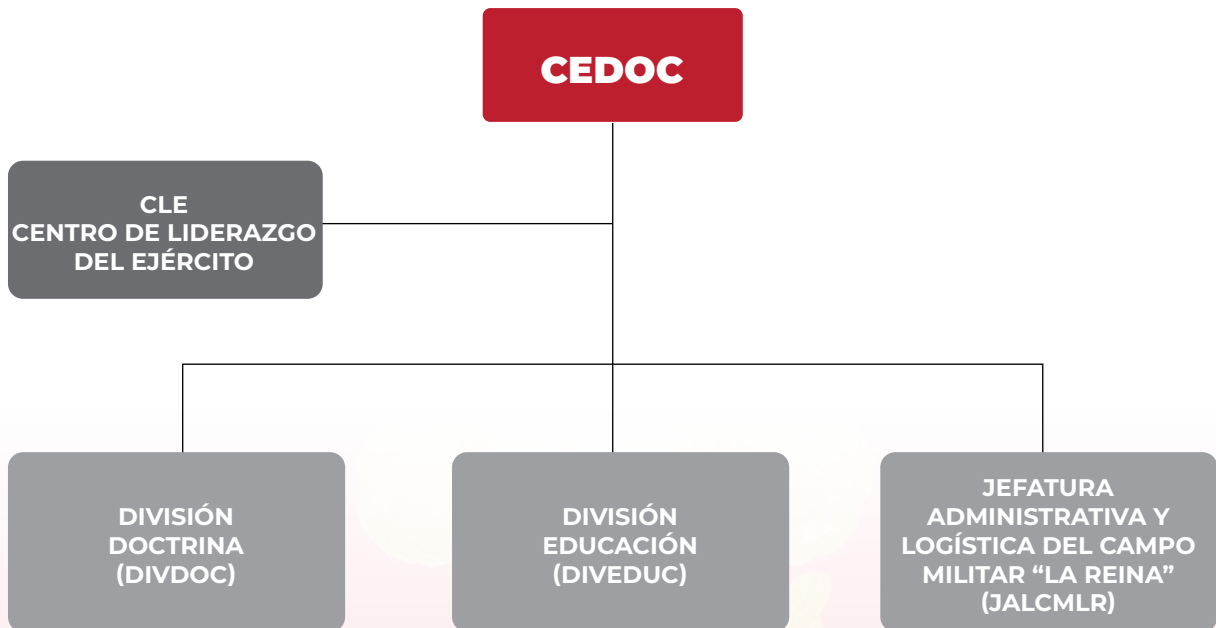 CEDOC
CLE
CENTRO DE LIDERAZGO
DEL EJÉRCITO
DIVISIÓN
DOCTRINA
(DIVDOC)
DIVISIÓN
EDUCACIÓN
(DIVEDUC)
JEFATURA
ADMINISTRATIVA Y
LOGÍSTICA DEL CAMPO
MILITAR “LA REINA”
(JALCMLR)